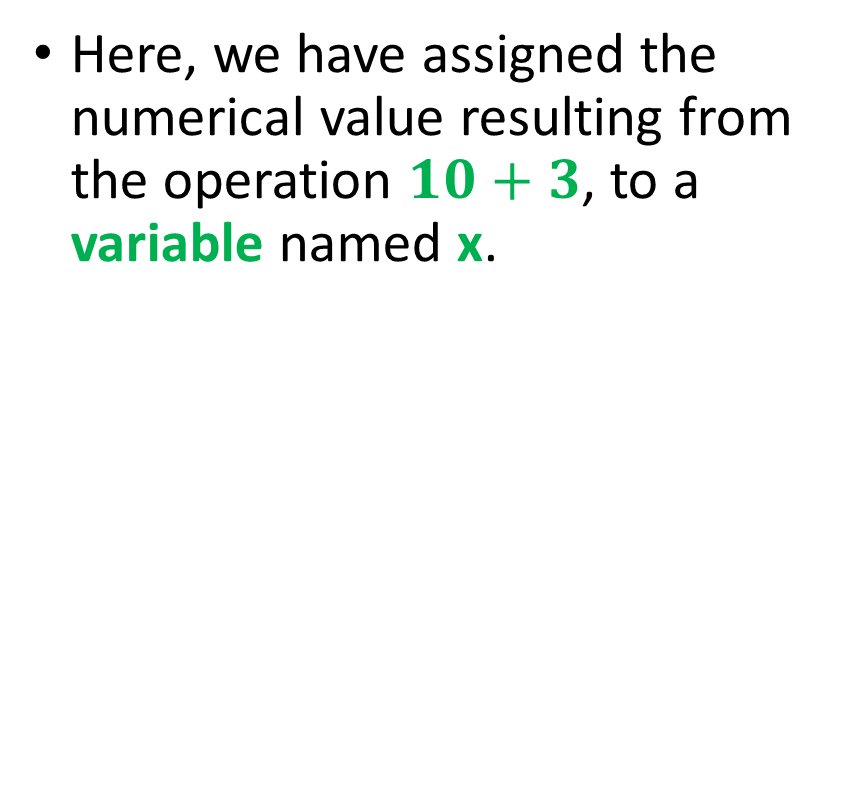 • Here, we have assigned the
numerical value resulting from
the operation 10 + 3, to a
variable named x.